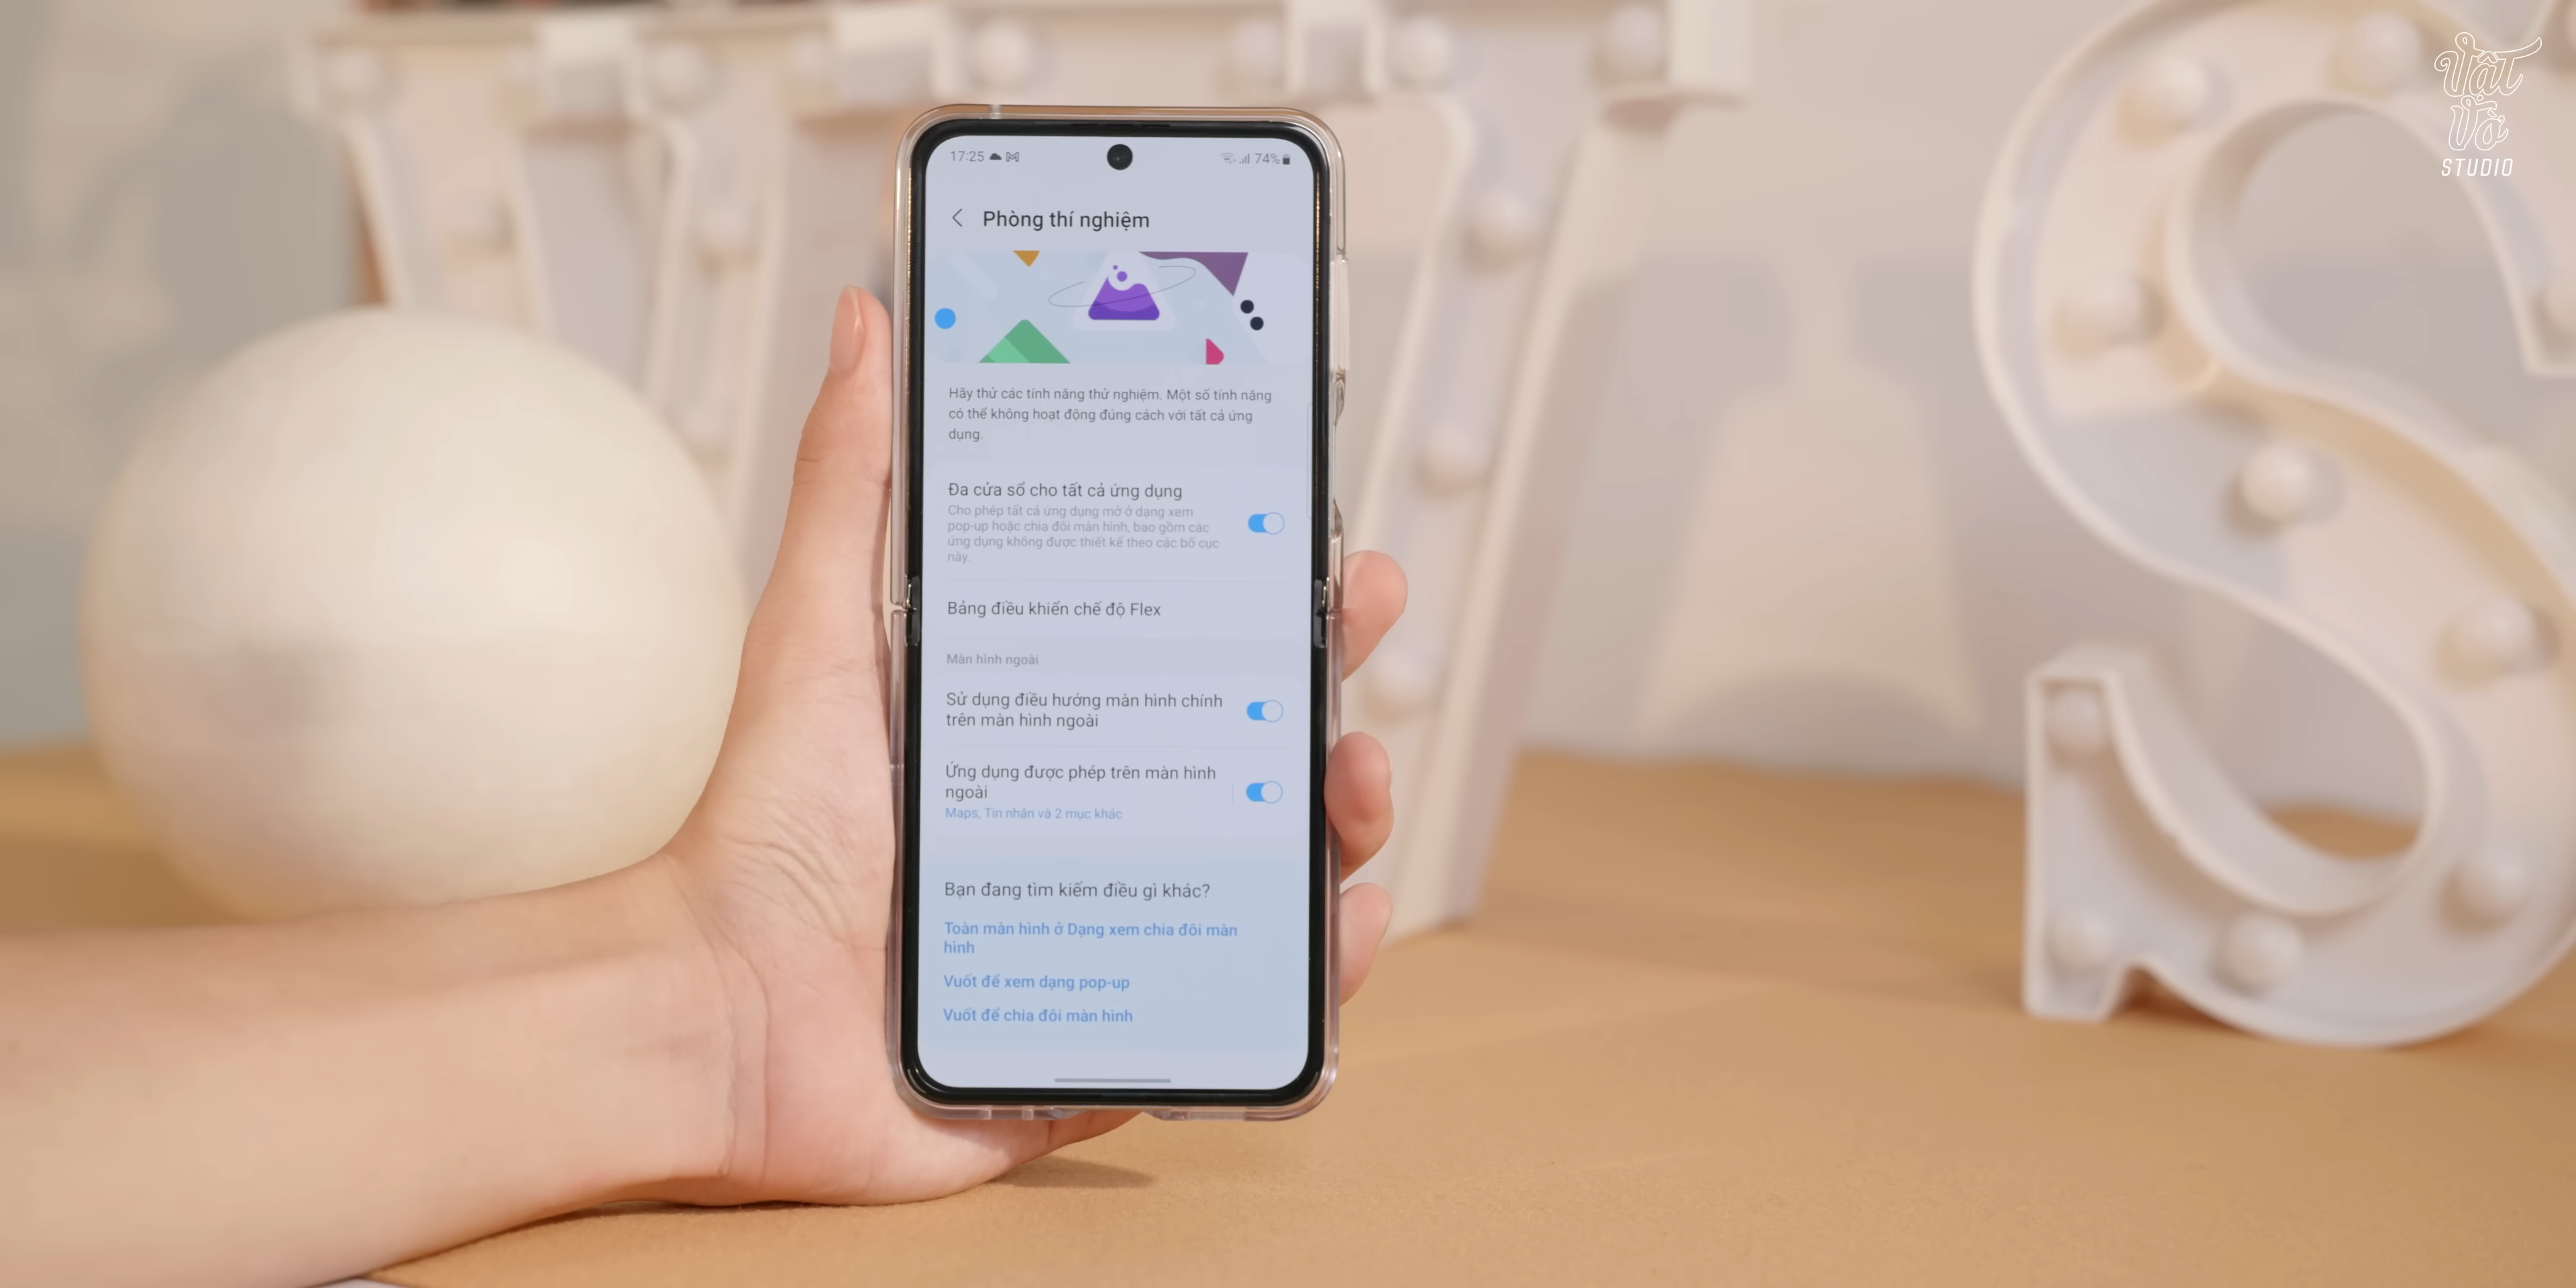 Vật
Vờ
STUDIO
17:25
74%
Phòng thí nghiệm
Hãy thử các tính năng thử nghiệm. Một số tính năng
có thể không hoạt động đúng cách với tất cả ứng
dụng.
Đa cửa sổ cho tất cả ứng dụng
Cho phép tất cả ứng dụng mở ở dạng xem
pop-up hoặc chia đôi màn hình, bao gồm các
ứng dụng không được thiết kế theo các bố cục
này.
Bảng điều khiển chế độ Flex
Màn hình ngoài
Sử dụng điều hướng màn hình chính
trên màn hình ngoài
Ứng dụng được phép trên màn hình
ngoài
Maps, Tin nhắn và 2 mục khác
Bạn đang tìm kiếm điều gì khác?
Toàn màn hình ở Dạng xem chia đôi màn
hình
Vuốt để xem dạng pop-up
Vuốt để chia đôi màn hình
S